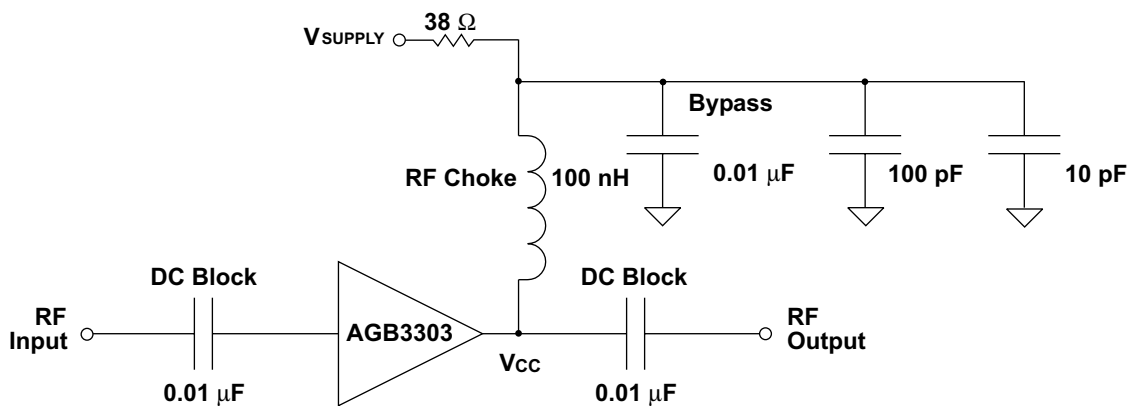 38 Ω
VSUPPLY
Bypass
RF Choke
100 nH
0.01 μF
100 pF
10 pF
DC Block
DC Block
RF
Input
AGB3303
RF
Output
VCC
0.01 μF
0.01 μF